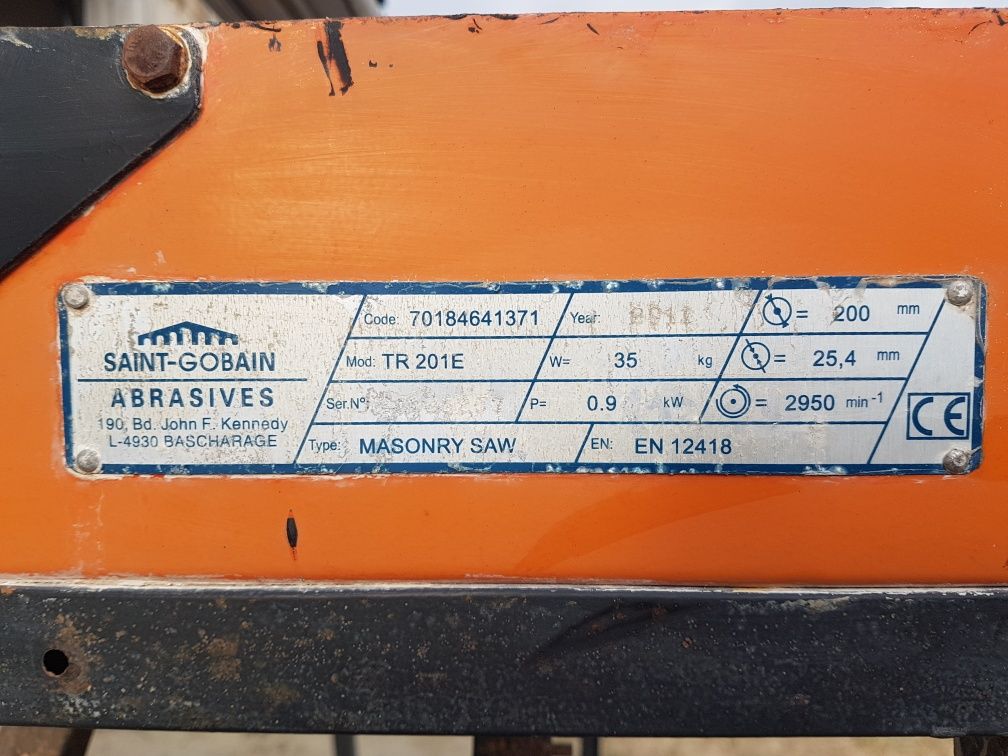 SAINT-GOBAIN
ABRASIVES
190, Bd. John F. Kennedy
L-4930 BASCHARAGE
Code: 70184641371 Year: = 200 mm
Mod: TR 201E W= 35 kg = 25,4 mm
Ser.Nº: P= 0.9 kW = 2950 min-1
Type: MASONRY SAW EN: EN 12418
CE